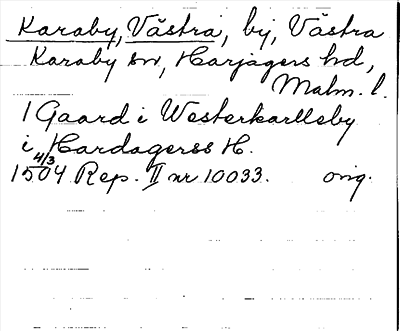 Karaby, Västra, by, Västra
Karaby sn, Harjagers hd,
Malm. l.
1 Gaard i Westerkarlleby
i Hardagerss H.
4/3
1504 Rep. II nr 10033. orig.